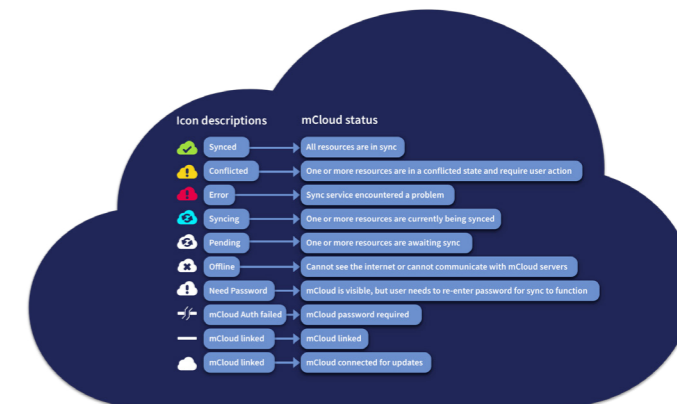 Icon descriptions mCloud status
Synced All resources are in sync
Conflicted One or more resources are in a conflicted state and require user action
Error Sync service encountered a problem
Syncing One or more resources are currently being synced
Pending One or more resources are awaiting sync
Offline Cannot see the internet or cannot communicate with mCloud servers
Need Password mCloud is visible, but user needs to re-enter password for sync to function
mCloud Auth failed mCloud password required
mCloud linked mCloud linked
mCloud linked mCloud connected for updates